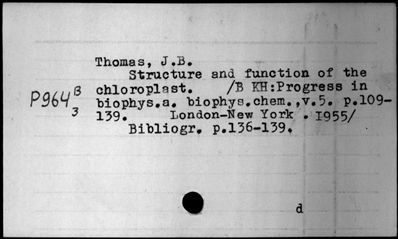 Thomas, J.B.
Structure and function of the
chloroplast. /B KH:Progress in
biophys.a. biophys.chem.,v.5. p.109-
139. London-New York . 1955/
Bibliogr. p.136-139.
P964 B
3
d